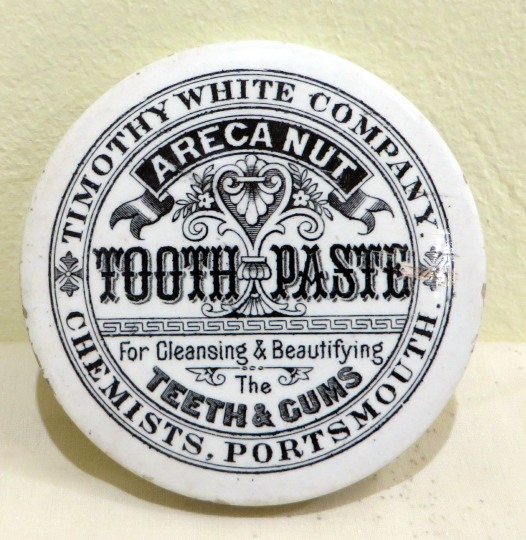 TIMOTHY WHITE COMPANY.
ARECA NUT
TOOTH PASTE
For Cleansing & Beautifying
The
TEETH & GUMS
CHEMISTS, PORTSMOUTH.